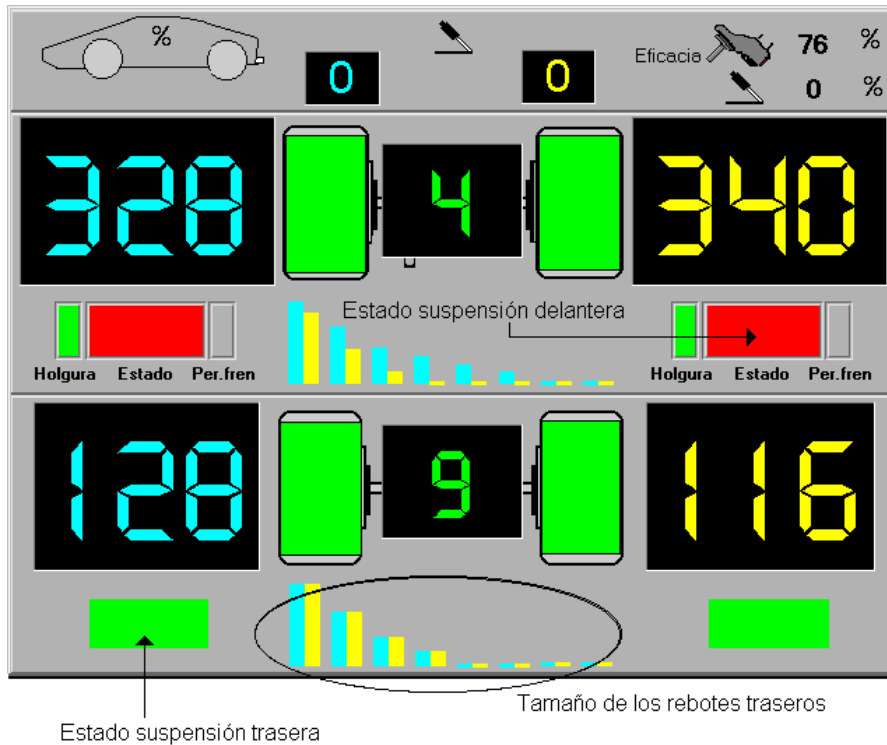 %
0
0
Eficacia 76 %
0 %
328
4
340
Estado suspensión delantera
Holgura Estado Per.fren
Holgura Estado Per.fren
128
9
116
Tamaño de los rebotes traseros
Estado suspensión trasera